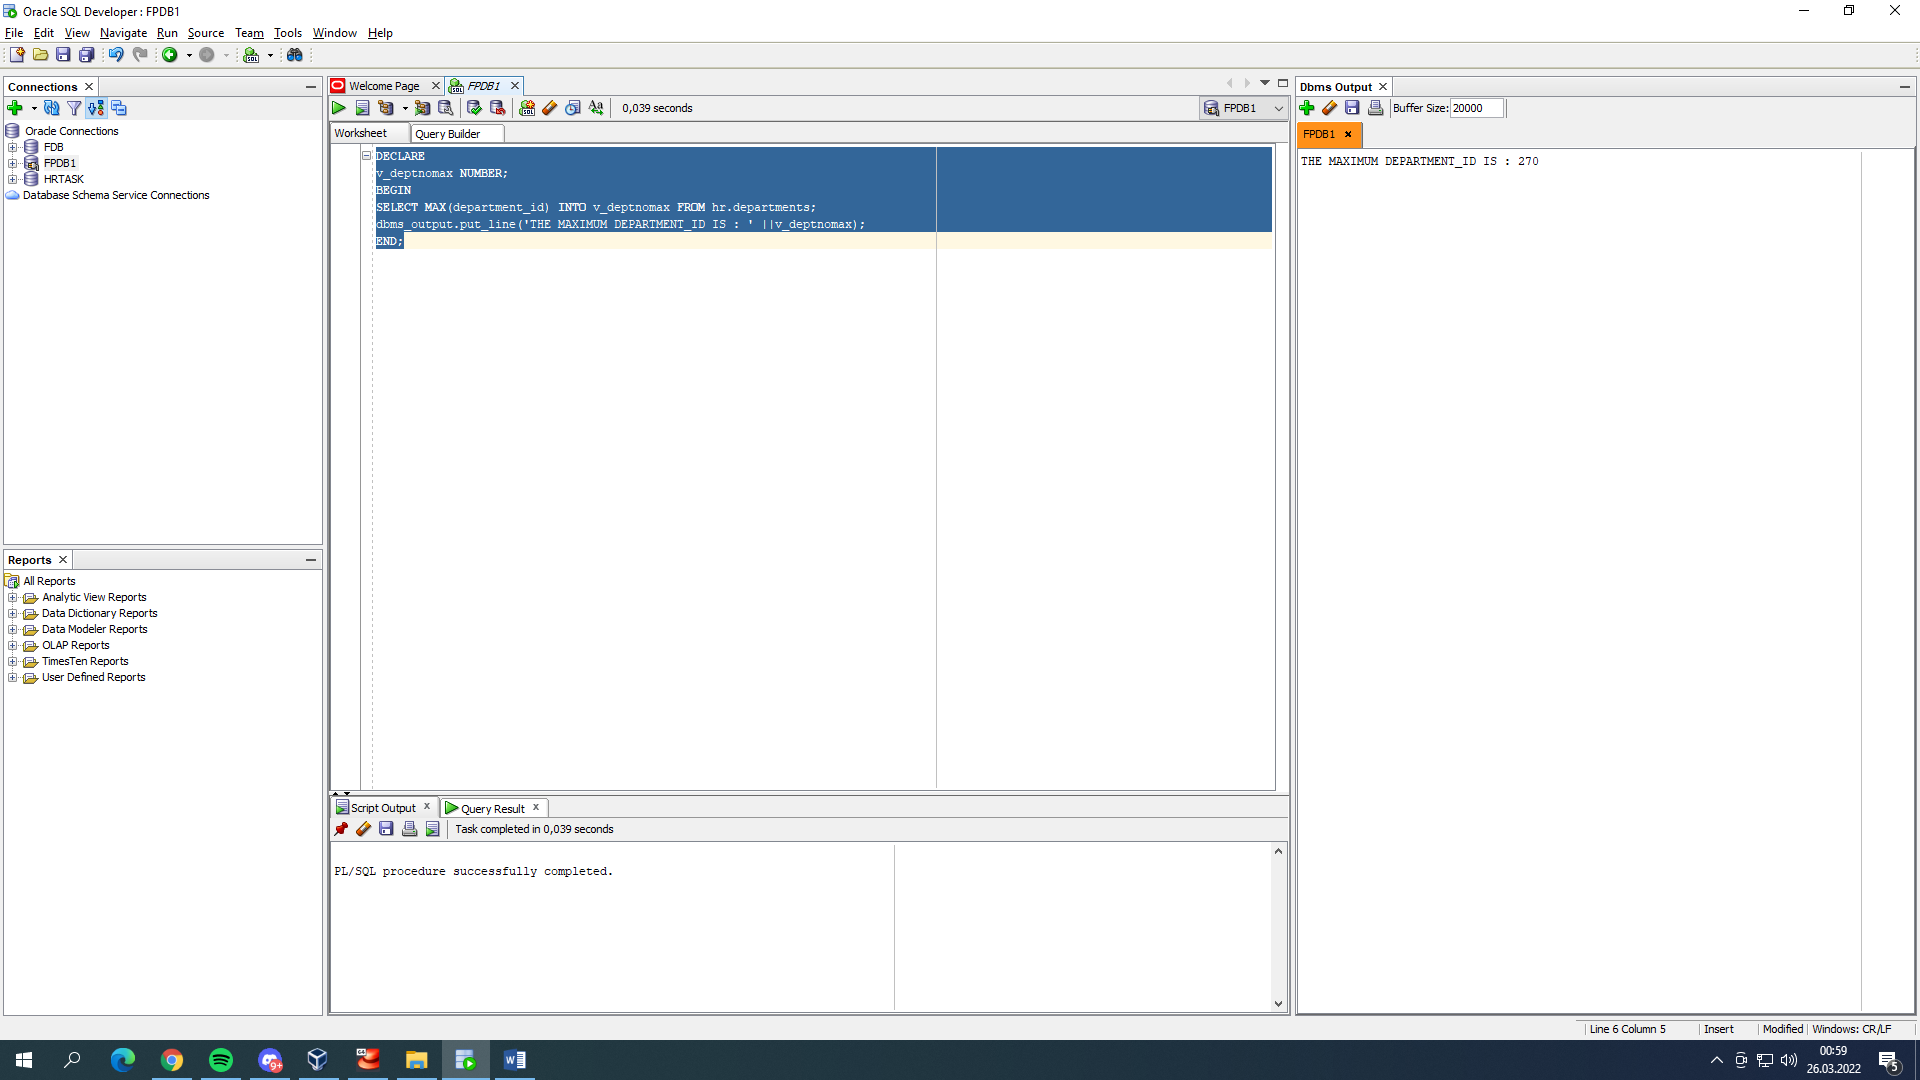 Oracle SQL Developer : FPDB1
File Edit View Navigate Run Source Team Tools Window Help
Connections
Oracle Connections
FDB
FPDB1
HRTASK
Database Schema Service Connections
Reports
All Reports
Analytic View Reports
Data Dictionary Reports
Data Modeler Reports
OLAP Reports
TimesTen Reports
User Defined Reports
Welcome Page FPDB1
SQL
0,039 seconds
FPDB1
Worksheet Query Builder
DECLARE
v_deptnomax NUMBER;
BEGIN
SELECT MAX(department_id) INTO v_deptnomax FROM hr.departments;
dbms_output.put_line('THE MAXIMUM DEPARTMENT_ID IS : ' ||v_deptnomax);
END;
Script Output Query Result
Task completed in 0,039 seconds
PL/SQL procedure successfully completed.
Dbms Output
Buffer Size: 20000
FPDB1
THE MAXIMUM DEPARTMENT_ID IS : 270
Line 6 Column 5 Insert Modified Windows: CR/LF
9+
64
00:59
26.03.2022
5